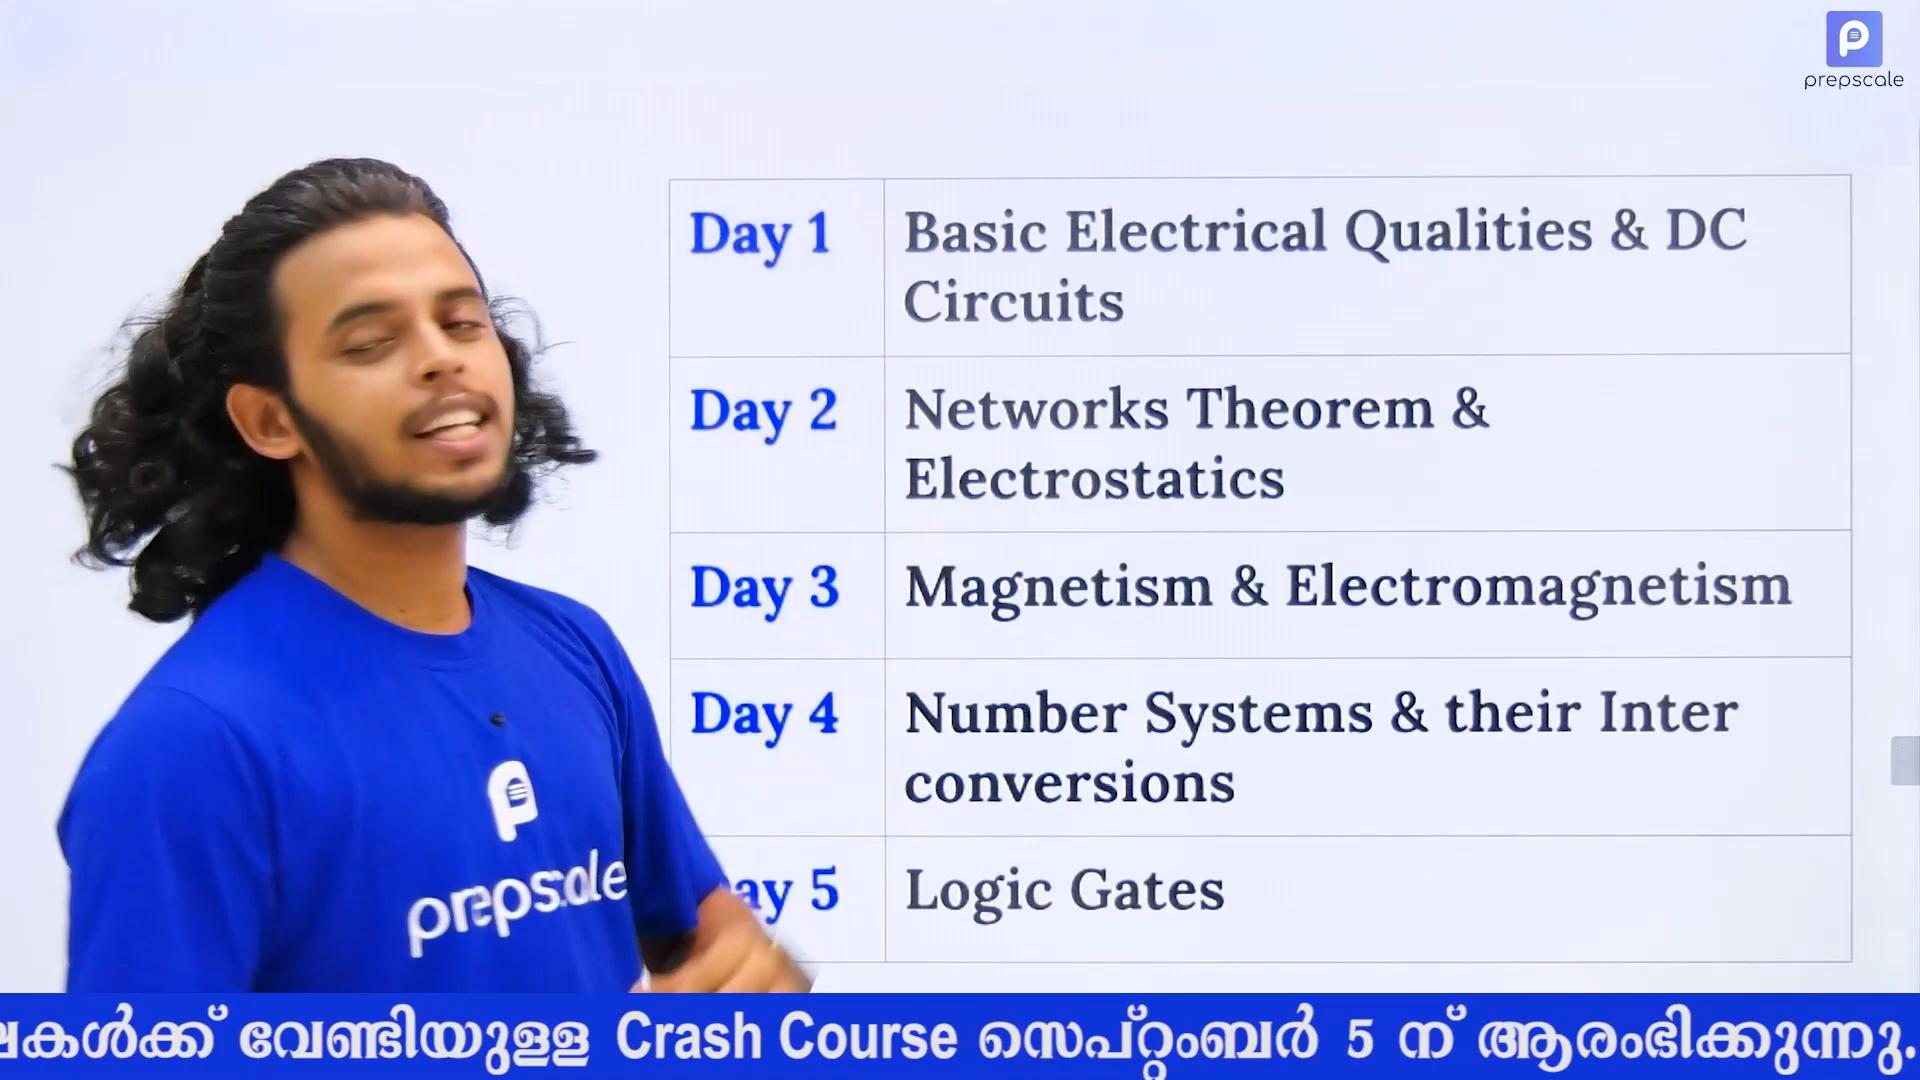 prepscale
Day 1
Basic Electrical Qualities & DC
Circuits
Day 2
Networks Theorem &
Electrostatics
Day 3
Magnetism & Electromagnetism
Day 4
Number Systems & their Inter
conversions
ay 5
Logic Gates
prepscale
വേണ്ടിയുള്ള Crash Course സെപ്റ്റംബർ 5 ന് ആരംഭിക്കുന്നു.